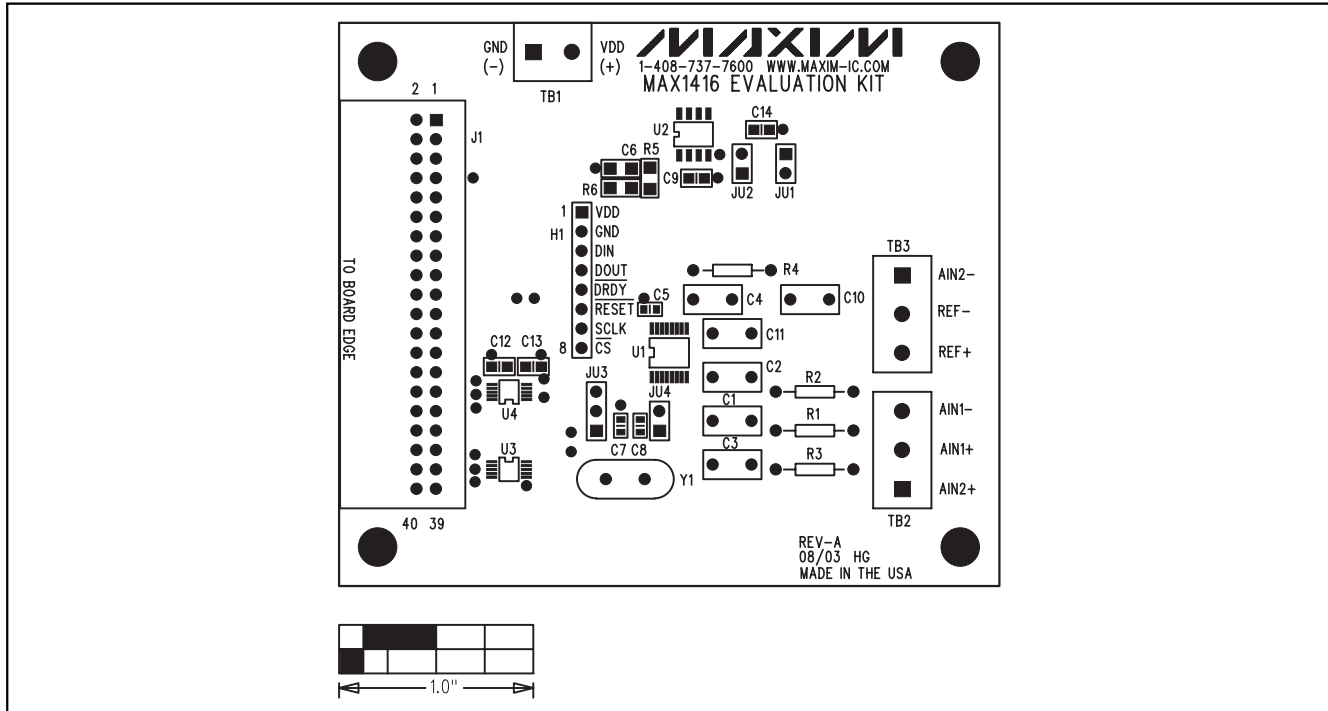 GND
(-)
VDD
(+)
TB1
MAXIM
1-408-737-7600 WWW.MAXIM-IC.COM
MAX1416 EVALUATION KIT
2 1
J1
U2
C14
C6 R5
R6
C9
JU2
JU1
1 VDD
H1
GND
DIN
DOUT
DRDY
RESET
SCLK
8 CS
TO BOARD EDGE
TB3
AIN2-
REF-
REF+
R4
C5
C4
C10
C11
U1
C2
C12 C13
U4
JU3
JU4
R2
C1
R1
C3
R3
AIN1-
AIN1+
AIN2+
TB2
U3
C7 C8
Y1
40 39
REV-A
08/03 HG
MADE IN THE USA
1.0"